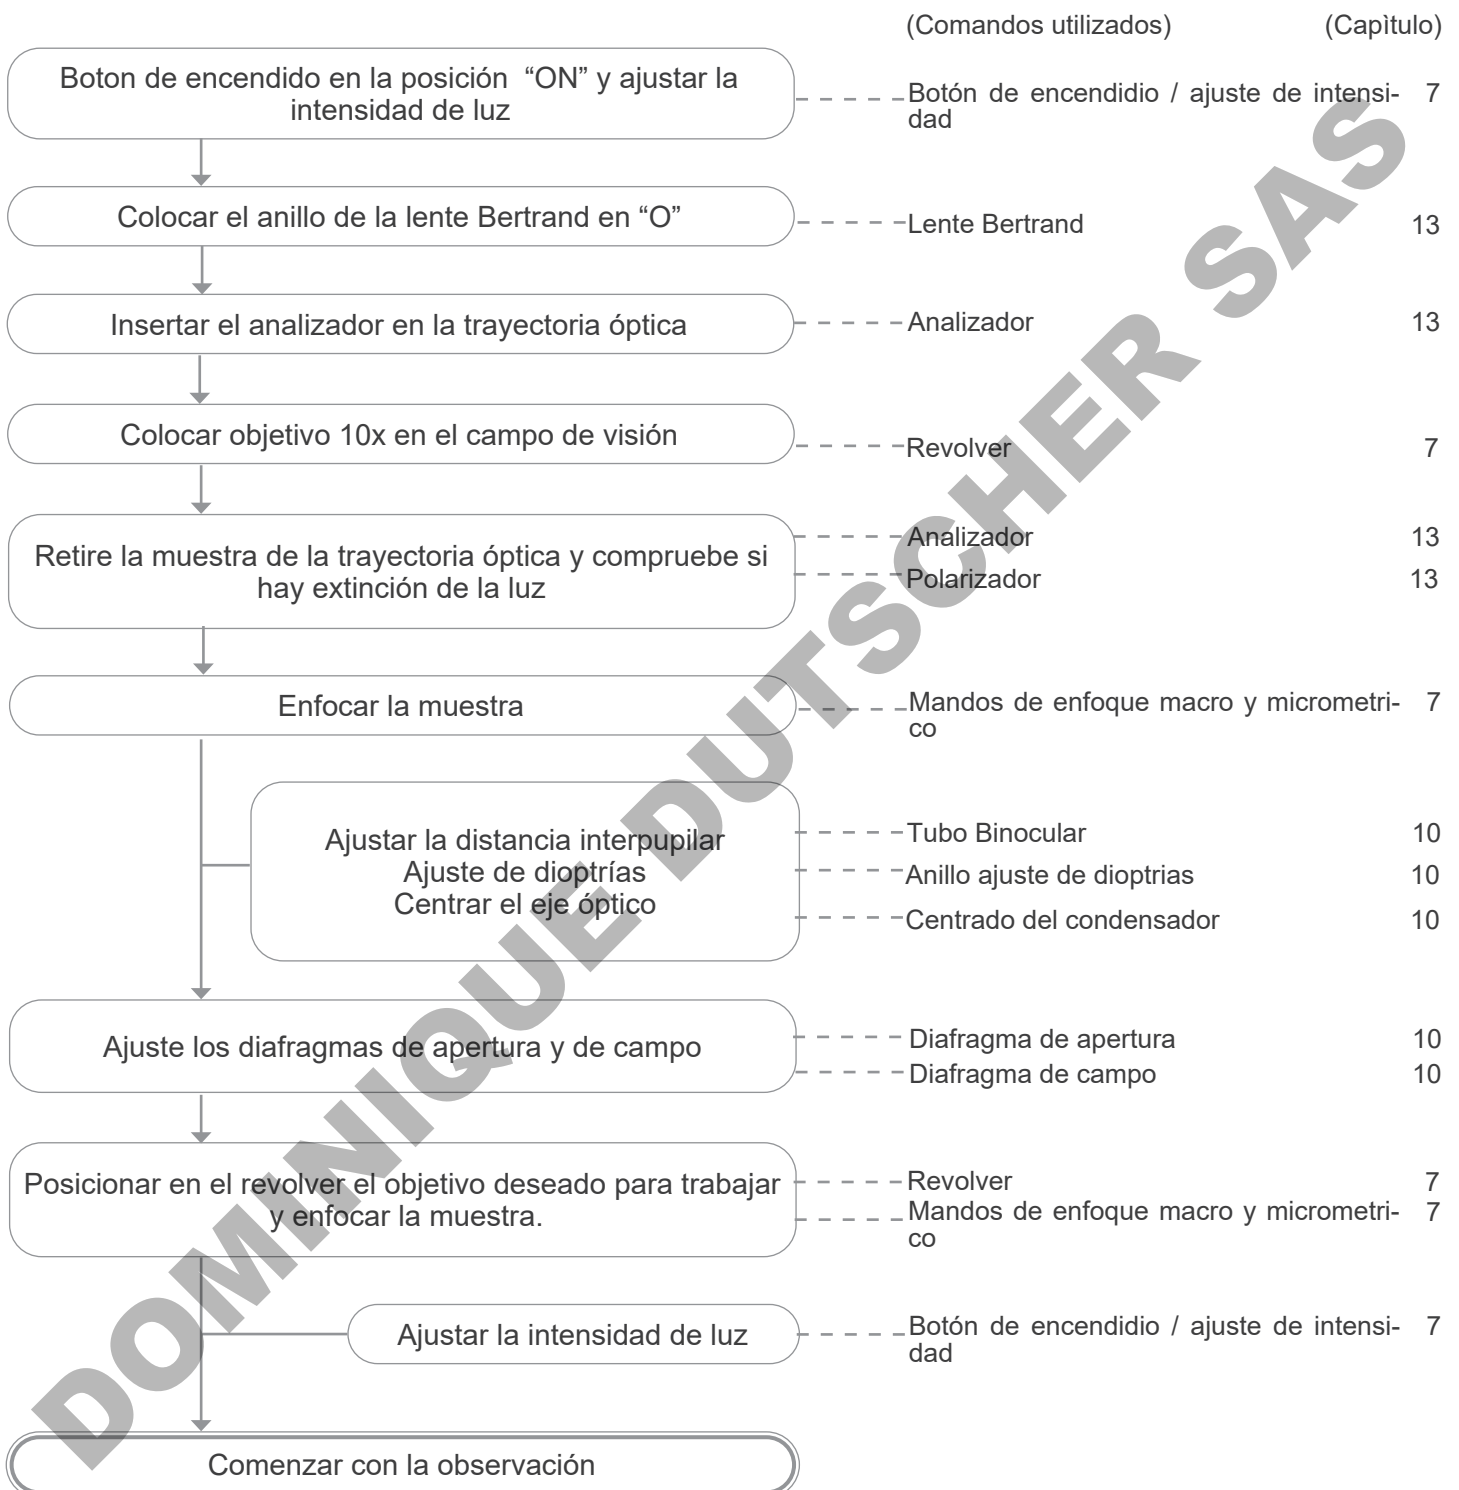 (Comandos utilizados) (Capìtulo)
Boton de encendido en la posición “ON” y ajustar la
intensidad de luz
Botón de encendidio / ajuste de intensi- 7
dad
Colocar el anillo de la lente Bertrand en “O”
Lente Bertrand 13
Insertar el analizador en la trayectoria óptica
Analizador 13
Colocar objetivo 10x en el campo de visión
Revolver 7
Retire la muestra de la trayectoria óptica y compruebe si
hay extinción de la luz
Analizador 13
Polarizador 13
Enfocar la muestra
Mandos de enfoque macro y micrometri- 7
co
Ajustar la distancia interpupilar
Ajuste de dioptrías
Centrar el eje óptico
Tubo Binocular 10
Anillo ajuste de dioptrias 10
Centrado del condensador 10
Ajuste los diafragmas de apertura y de campo
Diafragma de apertura 10
Diafragma de campo 10
Posicionar en el revolver el objetivo deseado para trabajar
y enfocar la muestra.
Revolver 7
Mandos de enfoque macro y micrometri- 7
co
Ajustar la intensidad de luz
Botón de encendidio / ajuste de intensi- 7
dad
Comenzar con la observación
DOMINIQUE DUTSCHER SAS